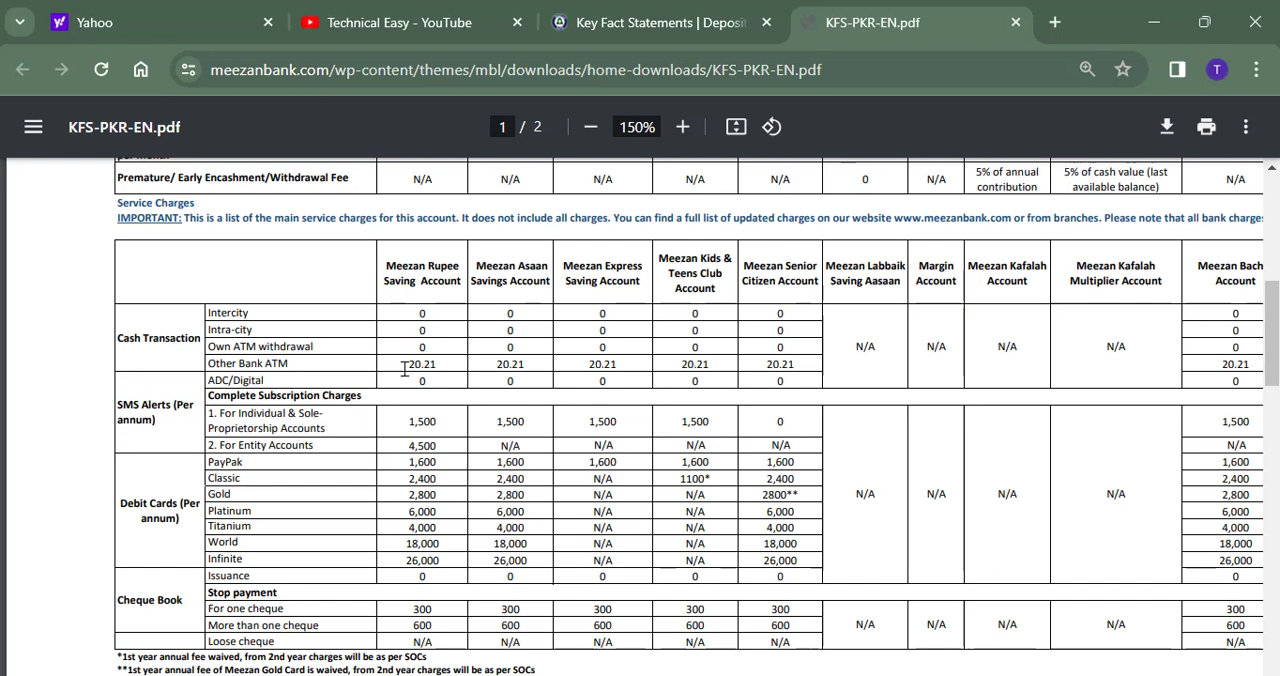 Yahoo
Technical Easy - YouTube
Key Fact Statements | Deposit
KFS-PKR-EN.pdf
meezanbank.com/wp-content/themes/mbl/downloads/home-downloads/KFS-PKR-EN.pdf
T
KFS-PKR-EN.pdf
1 / 2
150%
per month
Premature/ Early Encashment/Withdrawal Fee N/A N/A N/A N/A N/A 0 N/A 5% of annual contribution 5% of cash value (last available balance) N/A
Service Charges
IMPORTANT: This is a list of the main service charges for this account. It does not include all charges. You can find a full list of updated charges on our website www.meezanbank.com or from branches. Please note that all bank charges
Meezan Rupee Saving Account Meezan Asaan Savings Account Meezan Express Saving Account Meezan Kids & Teens Club Account Meezan Senior Citizen Account Meezan Labbaik Saving Aasaan Margin Account Meezan Kafalah Account Meezan Kafalah Multiplier Account Meezan Bach Account
Cash Transaction
Intercity 0 0 0 0 0 0
Intra-city 0 0 0 0 0 0
Own ATM withdrawal 0 0 0 0 0 N/A N/A N/A N/A 0
Other Bank ATM 20.21 20.21 20.21 20.21 20.21 20.21
SMS Alerts (Per annum)
ADC/Digital 0 0 0 0 0 0
Complete Subscription Charges
1. For Individual & Sole-Proprietorship Accounts 1,500 1,500 1,500 1,500 0 1,500
2. For Entity Accounts 4,500 N/A N/A N/A N/A N/A
Debit Cards (Per annum)
PayPak 1,600 1,600 1,600 1,600 1,600 1,600
Classic 2,400 2,400 N/A 1100* 2,400 2,400
Gold 2,800 2,800 N/A N/A 2800** N/A N/A N/A N/A 2,800
Platinum 6,000 6,000 N/A N/A 6,000 6,000
Titanium 4,000 4,000 N/A N/A 4,000 4,000
World 18,000 18,000 N/A N/A 18,000 18,000
Infinite 26,000 26,000 N/A N/A 26,000 26,000
Cheque Book
Issuance 0 0 0 0 0 0
Stop payment
For one cheque 300 300 300 300 300 300
More than one cheque 600 600 600 600 600 N/A N/A N/A N/A 600
Loose cheque N/A N/A N/A N/A N/A N/A
*1st year annual fee waived, from 2nd year charges will be as per SOCs
**1st year annual fee of Meezan Gold Card is waived, from 2nd year charges will be as per SOCs